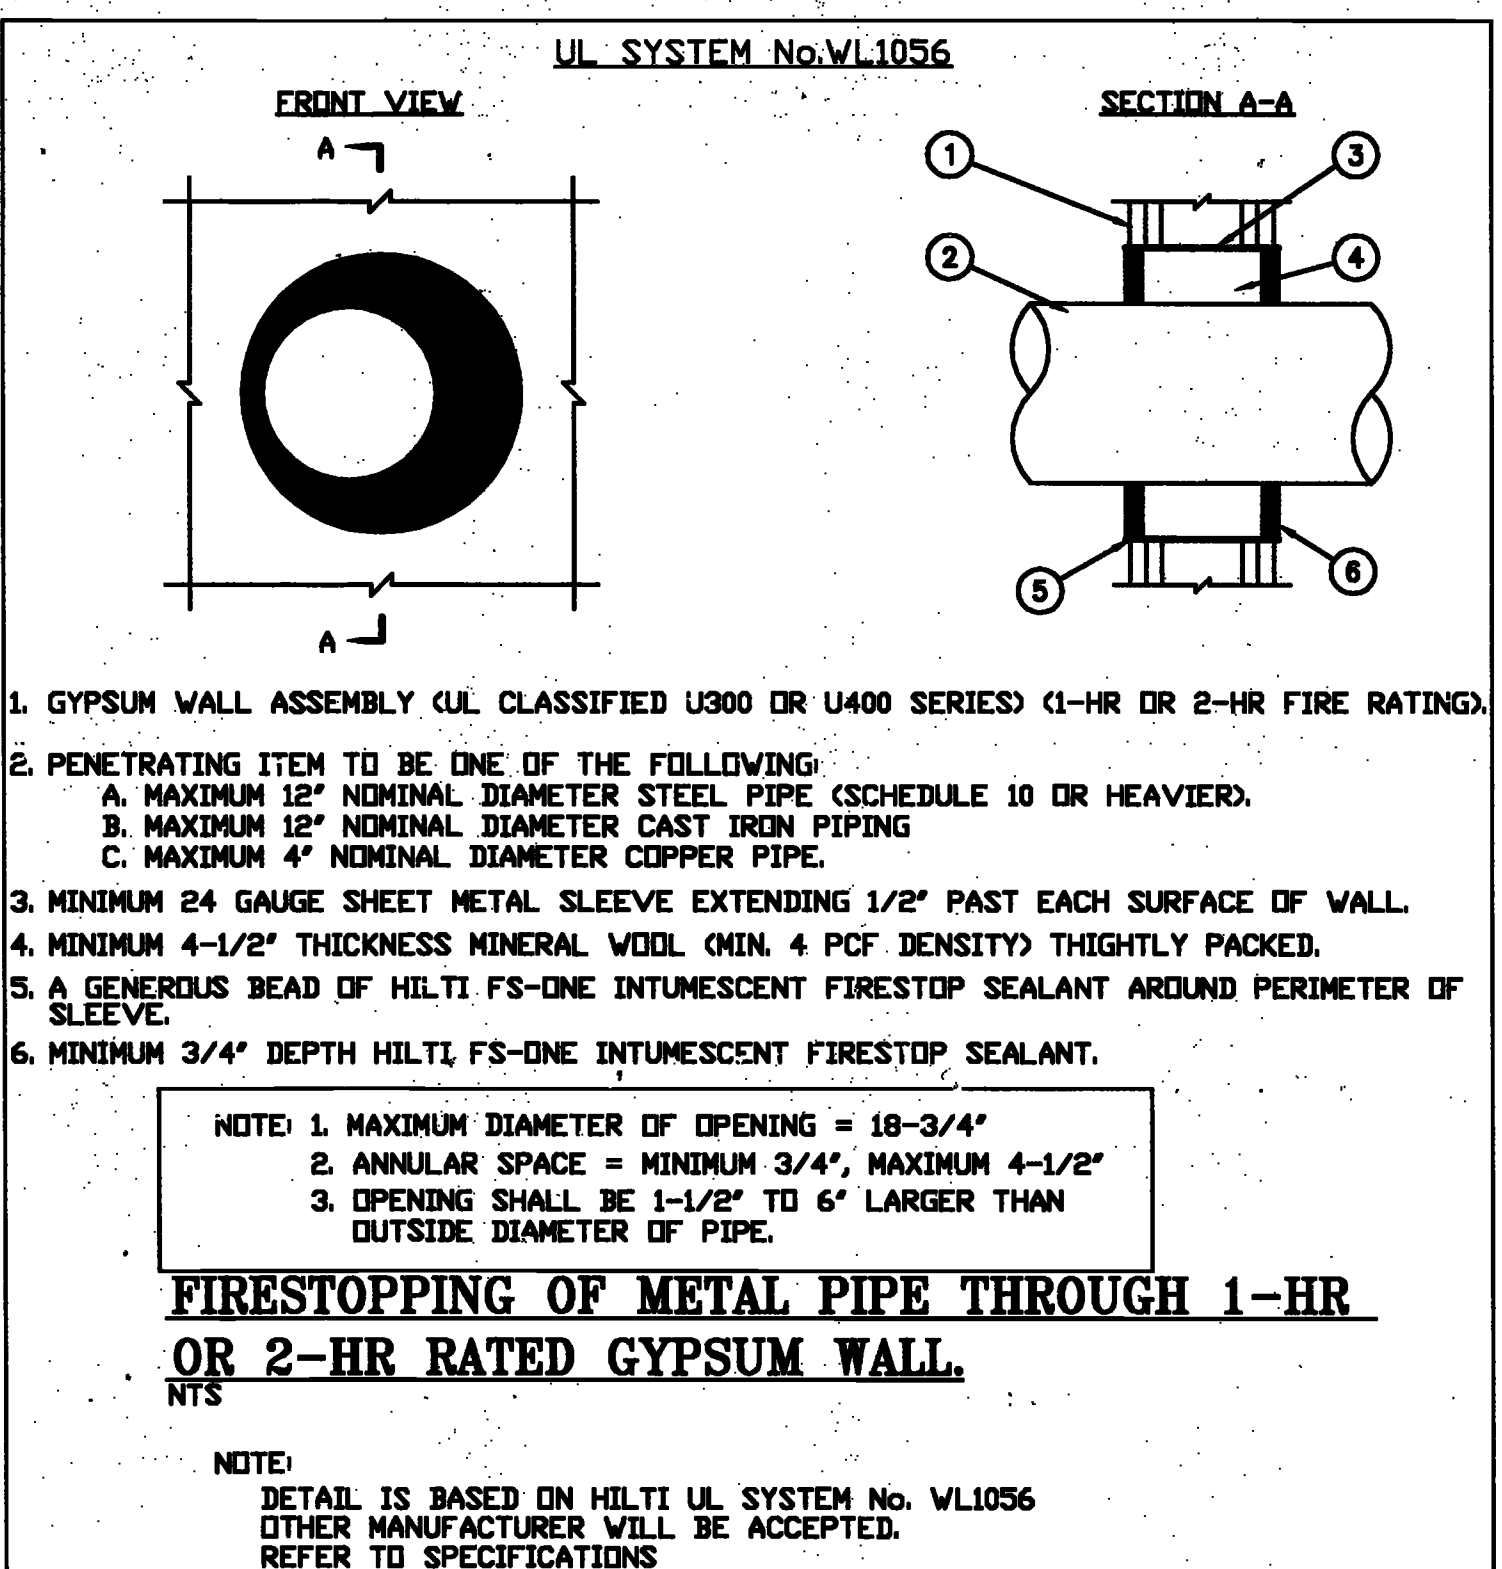 UL SYSTEM No.WL1056
FRONT VIEW
SECTION A-A
A
1
3
2
4
5
6
A
1. GYPSUM WALL ASSEMBLY (UL CLASSIFIED U300 OR U400 SERIES) (1-HR OR 2-HR FIRE RATING).
2. PENETRATING ITEM TO BE ONE OF THE FOLLOWING:
A. MAXIMUM 12" NOMINAL DIAMETER STEEL PIPE (SCHEDULE 10 OR HEAVIER).
B. MAXIMUM 12" NOMINAL DIAMETER CAST IRON PIPING
C. MAXIMUM 4" NOMINAL DIAMETER COPPER PIPE.
3. MINIMUM 24 GAUGE SHEET METAL SLEEVE EXTENDING 1/2" PAST EACH SURFACE OF WALL.
4. MINIMUM 4-1/2" THICKNESS MINERAL WOOL (MIN. 4 PCF DENSITY) THIGHTLY PACKED.
5. A GENEROUS BEAD OF HILTI FS-ONE INTUMESCENT FIRESTOP SEALANT AROUND PERIMETER OF
SLEEVE.
6. MINIMUM 3/4" DEPTH HILTI FS-ONE INTUMESCENT FIRESTOP SEALANT.
NOTE: 1. MAXIMUM DIAMETER OF OPENING = 18-3/4"
2. ANNULAR SPACE = MINIMUM 3/4", MAXIMUM 4-1/2"
3. OPENING SHALL BE 1-1/2" TO 6" LARGER THAN
OUTSIDE DIAMETER OF PIPE.
FIRESTOPPING OF METAL PIPE THROUGH 1-HR
OR 2-HR RATED GYPSUM WALL.
NTS
NOTE:
DETAIL IS BASED ON HILTI UL SYSTEM No. WL1056
OTHER MANUFACTURER WILL BE ACCEPTED.
REFER TO SPECIFICATIONS